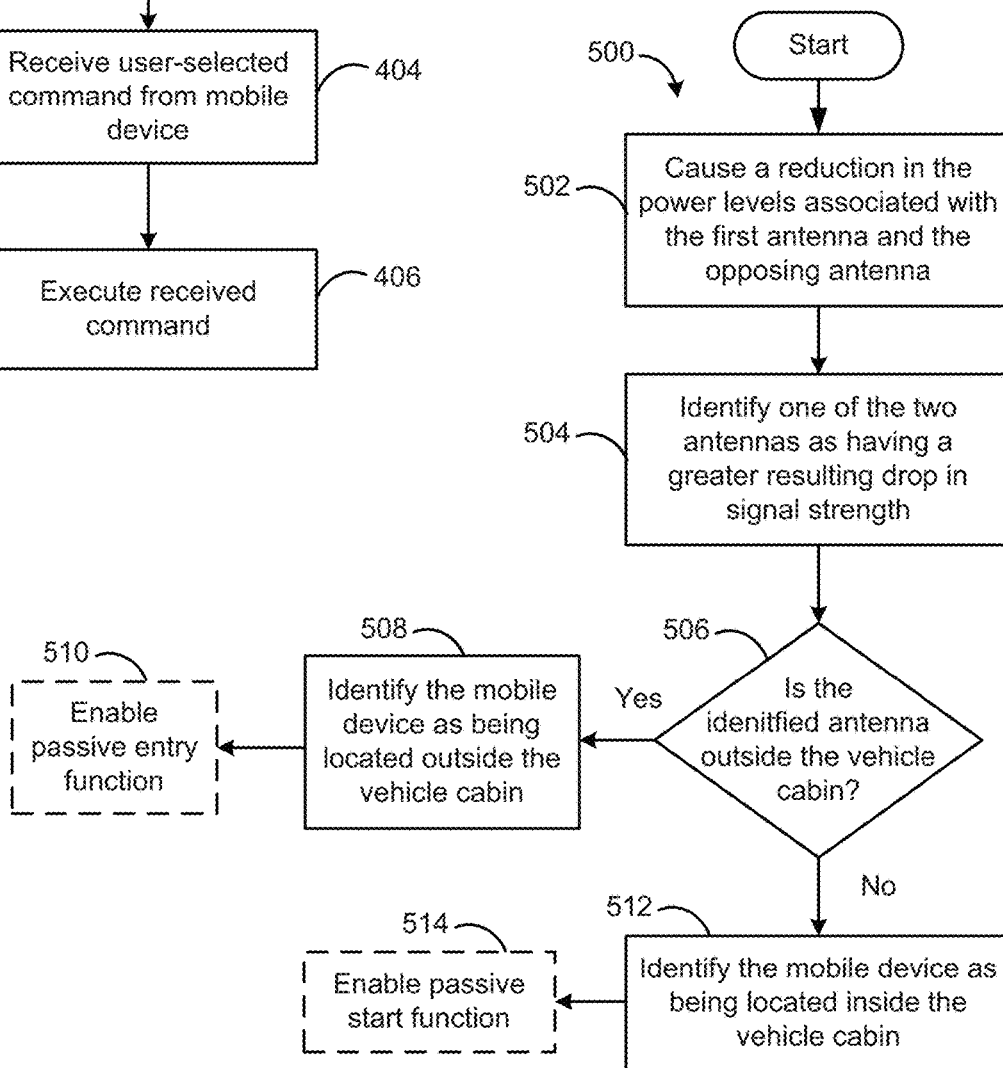 Receive user-selected
command from mobile
device
404
Execute received
command
406
500
Start
502
Cause a reduction in the
power levels associated with
the first antenna and the
opposing antenna
504
Identify one of the two
antennas as having a
greater resulting drop in
signal strength
506
Is the
idenitfied antenna
outside the vehicle
cabin?
Yes
508
Identify the mobile
device as being
located outside the
vehicle cabin
510
Enable
passive entry
function
No
512
Identify the mobile device as
being located inside the
vehicle cabin
514
Enable passive
start function